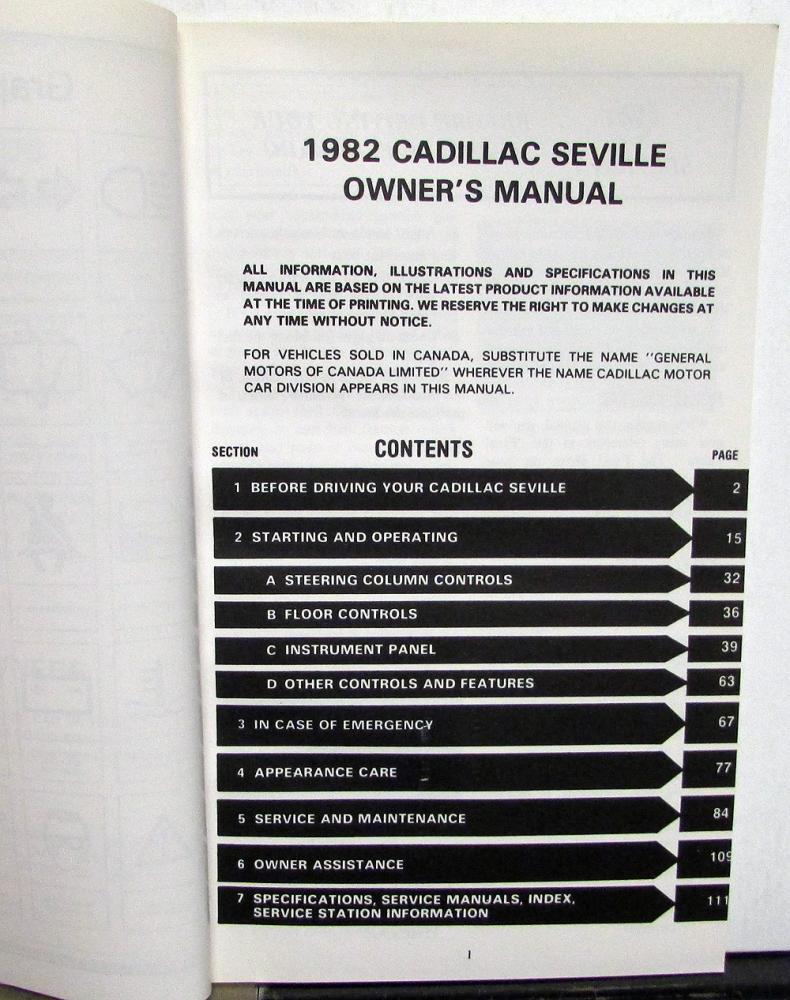 1982 CADILLAC SEVILLE
OWNER'S MANUAL
ALL INFORMATION, ILLUSTRATIONS AND SPECIFICATIONS IN THIS
MANUAL ARE BASED ON THE LATEST PRODUCT INFORMATION AVAILABLE
AT THE TIME OF PRINTING. WE RESERVE THE RIGHT TO MAKE CHANGES AT
ANY TIME WITHOUT NOTICE.
FOR VEHICLES SOLD IN CANADA, SUBSTITUTE THE NAME "GENERAL
MOTORS OF CANADA LIMITED" WHEREVER THE NAME CADILLAC MOTOR
CAR DIVISION APPEARS IN THIS MANUAL.
SECTION CONTENTS PAGE
1 BEFORE DRIVING YOUR CADILLAC SEVILLE 2
2 STARTING AND OPERATING 15
A STEERING COLUMN CONTROLS 32
B FLOOR CONTROLS 36
C INSTRUMENT PANEL 39
D OTHER CONTROLS AND FEATURES 63
3 IN CASE OF EMERGENCY 67
4 APPEARANCE CARE 77
5 SERVICE AND MAINTENANCE 84
6 OWNER ASSISTANCE 109
7 SPECIFICATIONS, SERVICE MANUALS, INDEX, 111
SERVICE STATION INFORMATION
1